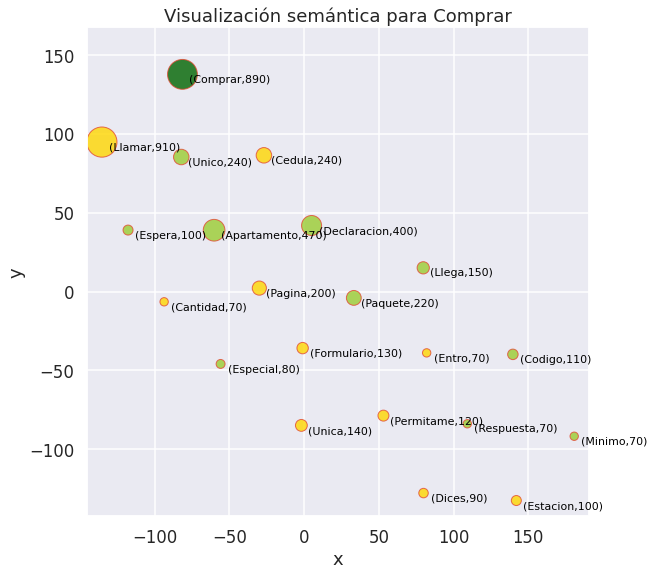 Visualización semántica para Comprar
150
100
50
0
−50
−100
y
(Comprar,890)
(Llamar,910)
(Unico,240)
(Cedula,240)
(Espera,100)
(Apartamento,470)
(Declaracion,400)
(Llega,150)
(Cantidad,70)
(Pagina,200)
(Paquete,220)
(Formulario,130)
(Entro,70)
(Codigo,110)
(Especial,80)
(Unica,140)
(Permitame,120)
(Respuesta,70)
(Minimo,70)
(Dices,90)
(Estacion,100)
−100
−50
0
50
100
150
x